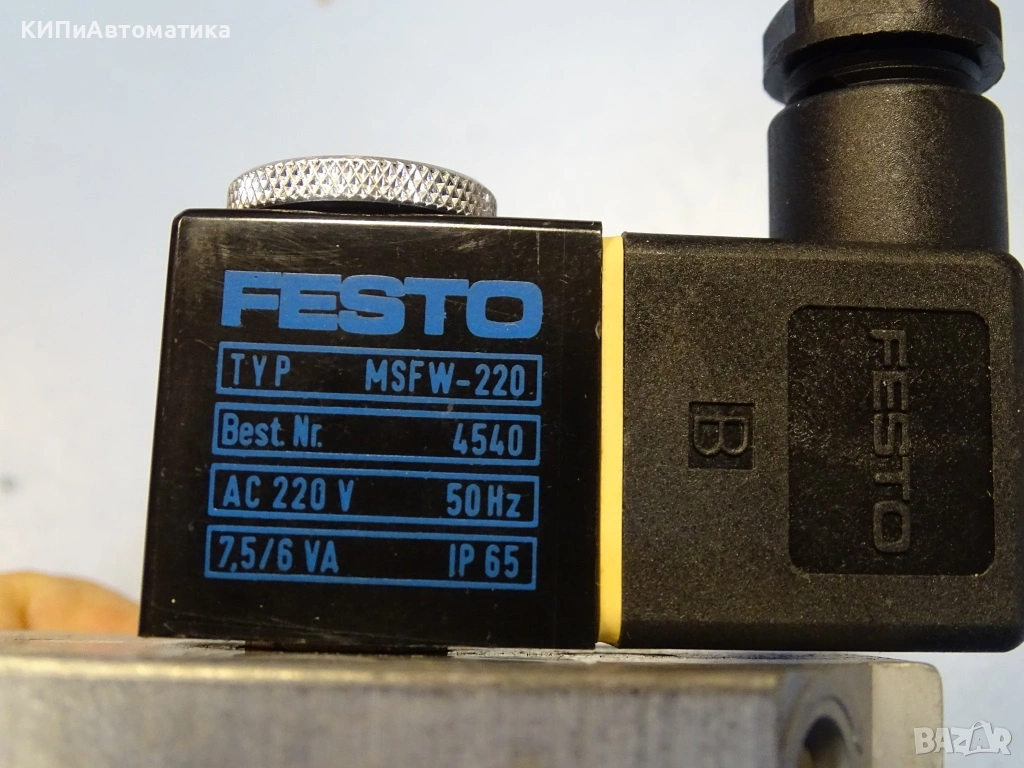 КИПиАвтоматика
FESTO
TYP MSFW-220
Best. Nr. 4540
AC 220 V 50 Hz
7,5/6 VA IP 65
B
FESTO
BAZAR